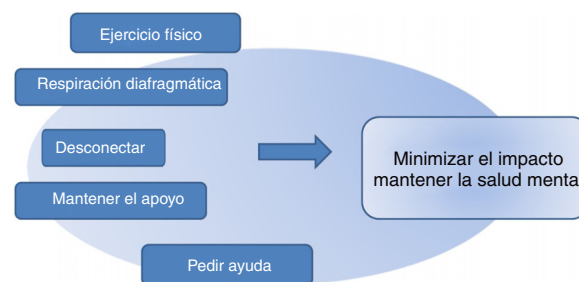 Ejercicio físico
Respiración diafragmática
Desconectar
Mantener el apoyo
Pedir ayuda
Minimizar el impacto
mantener la salud menta